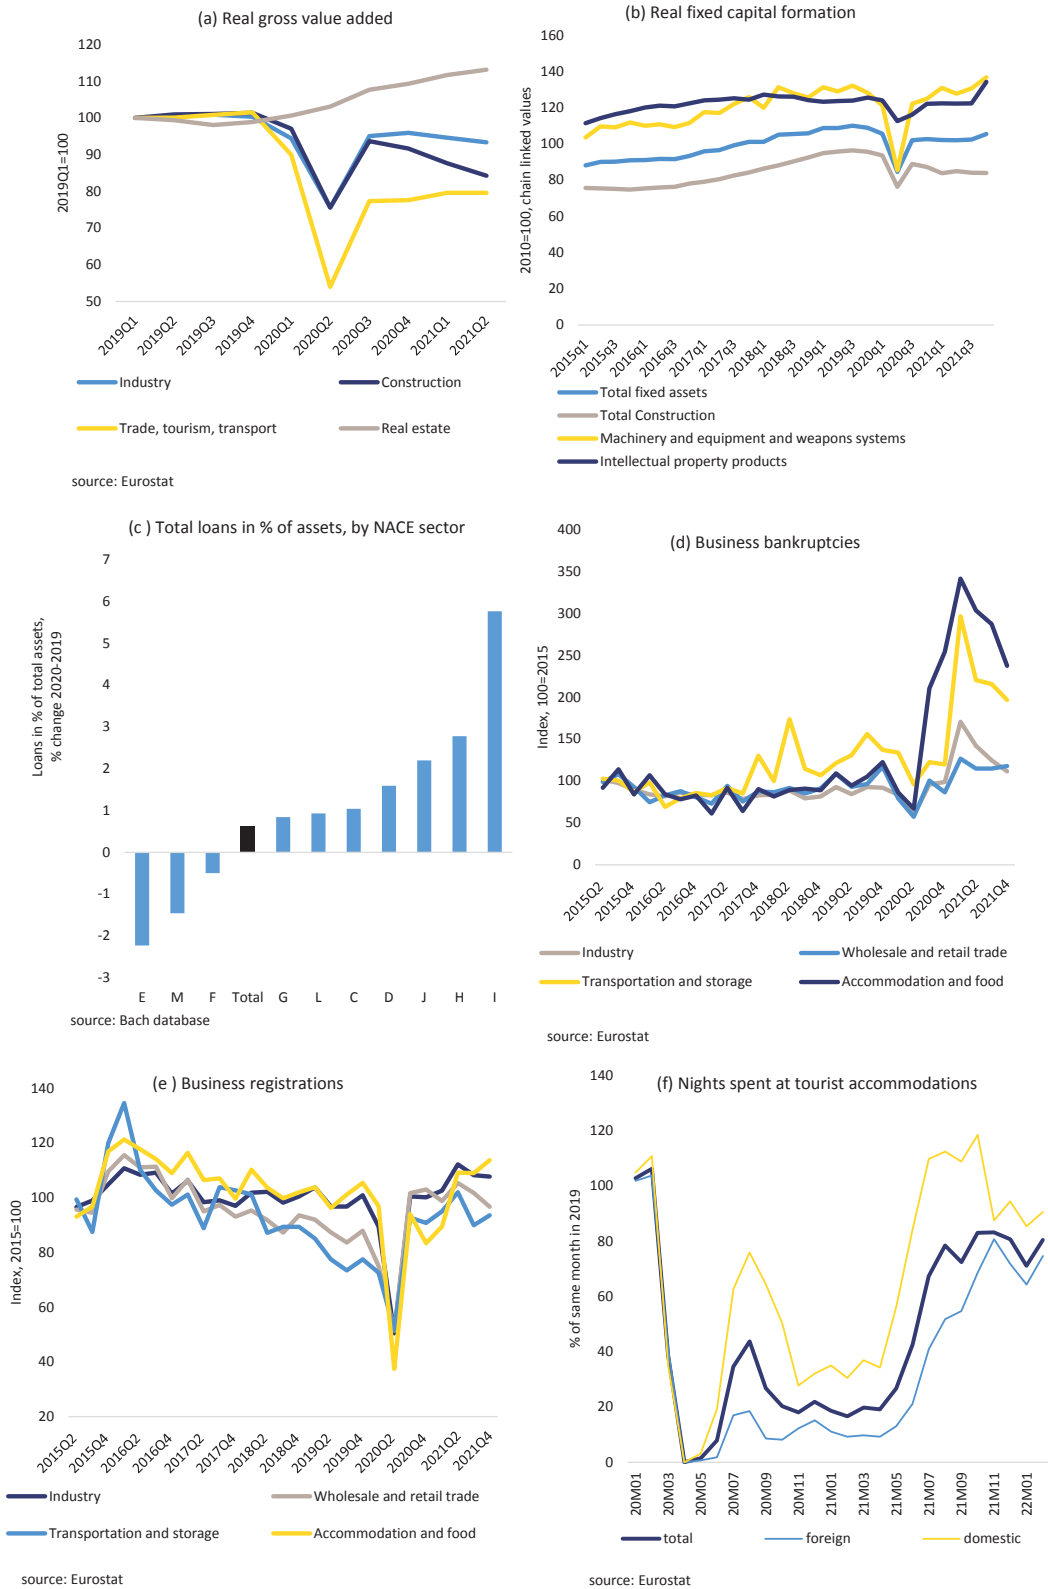 (a) Real gross value added
2019Q1=100
120
110
100
90
80
70
60
50
2019Q1
2019Q2
2019Q3
2019Q4
2020Q1
2020Q2
2020Q3
2020Q4
2021Q1
2021Q2
Industry
Construction
Trade, tourism, transport
Real estate
source: Eurostat
(b) Real fixed capital formation
2010=100, chain linked values
160
140
120
100
80
60
40
20
0
2015q1
2015q3
2016q1
2016q3
2017q1
2017q3
2018q1
2018q3
2019q1
2019q3
2020q1
2020q3
2021q1
2021q3
Total fixed assets
Total Construction
Machinery and equipment and weapons systems
Intellectual property products
(c ) Total loans in % of assets, by NACE sector
Loans in % of total assets,
% change 2020-2019
7
6
5
4
3
2
1
0
-1
-2
-3
E
M
F
Total
G
L
C
D
J
H
I
source: Bach database
(d) Business bankruptcies
Index, 100=2015
400
350
300
250
200
150
100
50
0
2015Q2
2015Q4
2016Q2
2016Q4
2017Q2
2017Q4
2018Q2
2018Q4
2019Q2
2019Q4
2020Q2
2020Q4
2021Q2
2021Q4
Industry
Wholesale and retail trade
Transportation and storage
Accommodation and food
source: Eurostat
(e ) Business registrations
Index, 2015=100
140
120
100
80
60
40
20
2015Q2
2015Q4
2016Q2
2016Q4
2017Q2
2017Q4
2018Q2
2018Q4
2019Q2
2019Q4
2020Q2
2020Q4
2021Q2
2021Q4
Industry
Wholesale and retail trade
Transportation and storage
Accommodation and food
source: Eurostat
(f) Nights spent at tourist accommodations
% of same month in 2019
140
120
100
80
60
40
20
0
20M01
20M03
20M05
20M07
20M09
20M11
21M01
21M03
21M05
21M07
21M09
21M11
22M01
total
foreign
domestic
source: Eurostat